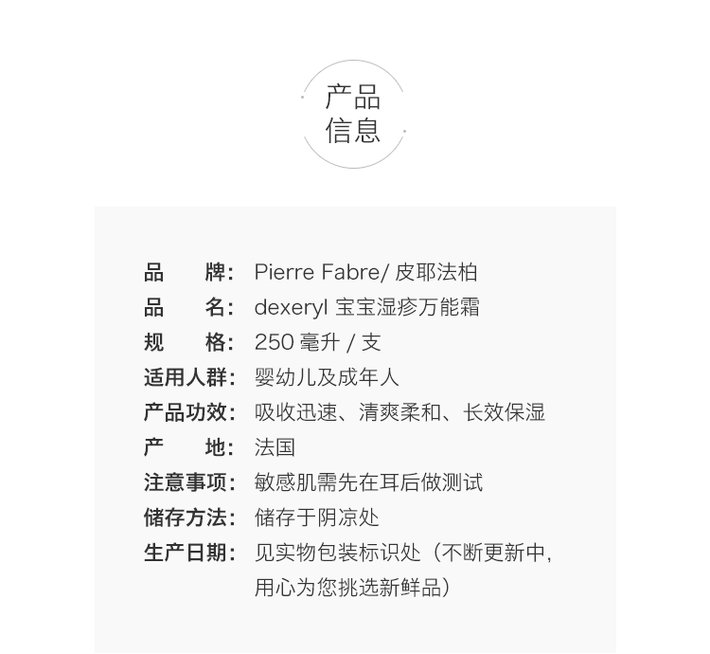 产品
信息
品 牌： Pierre Fabre/ 皮耶法柏
品 名： dexeryl 宝宝湿疹万能霜
规 格： 250 毫升 / 支
适用人群： 婴幼儿及成年人
产品功效： 吸收迅速、清爽柔和、长效保湿
产 地： 法国
注意事项： 敏感肌需先在耳后做测试
储存方法： 储存于阴凉处
生产日期： 见实物包装标识处（不断更新中,
用心为您挑选新鲜品）